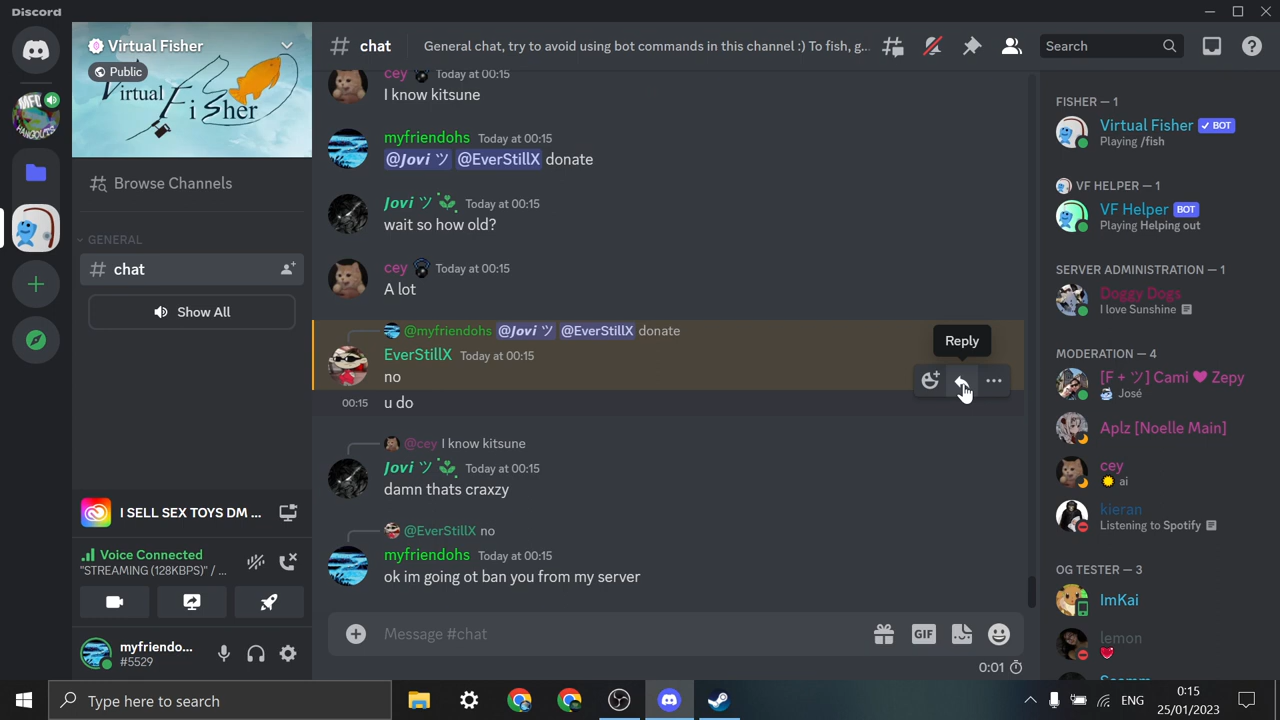 Discord
Virtual Fisher
Public
Virtual Fisher
Browse Channels
GENERAL
chat
Show All
I SELL SEX TOYS DM ...
Voice Connected
"STREAMING (128KBPS)" / ...
myfriendo...
#5529
chat
General chat, try to avoid using bot commands in this channel :) To fish, g...
Search
cey Today at 00:15
I know kitsune
myfriendohs Today at 00:15
@𝑱𝒐𝒗𝒊 ツ @EverStillX donate
𝑱𝒐𝒗𝒊 ツ Today at 00:15
wait so how old?
cey Today at 00:15
A lot
@myfriendohs @𝑱𝒐𝒗𝒊 ツ @EverStillX donate
EverStillX Today at 00:15
no
Reply
00:15 u do
@cey I know kitsune
𝑱𝒐𝒗𝒊 ツ Today at 00:15
damn thats craxzy
@EverStillX no
myfriendohs Today at 00:15
ok im going ot ban you from my server
Message #chat
GIF
0:01
FISHER — 1
Virtual Fisher ✓ BOT
Playing /fish
VF HELPER — 1
VF Helper BOT
Playing Helping out
SERVER ADMINISTRATION — 1
Doggy Dogs
I love Sunshine
MODERATION — 4
[F + ツ] Cami ♥ Zepy
José
Aplz [Noelle Main]
cey
ai
kieran
Listening to Spotify
OG TESTER — 3
ImKai
lemon
Type here to search
ENG
0:15
25/01/2023